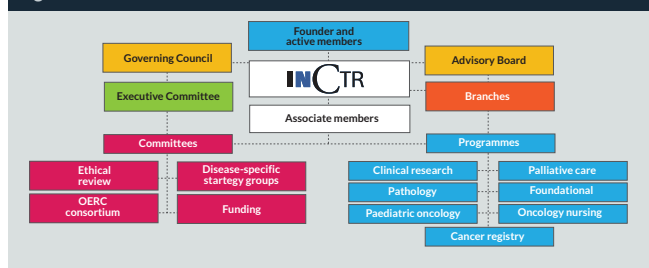 Founder and
active members
Governing Council
Advisory Board
INCTR
Executive Committee
Branches
Associate members
Committees
Programmes
Ethical
review
Disease-specific
startegy groups
Clinical research
Palliative care
Pathology
Foundational
OERC
consortium
Funding
Paediatric oncology
Oncology nursing
Cancer registry